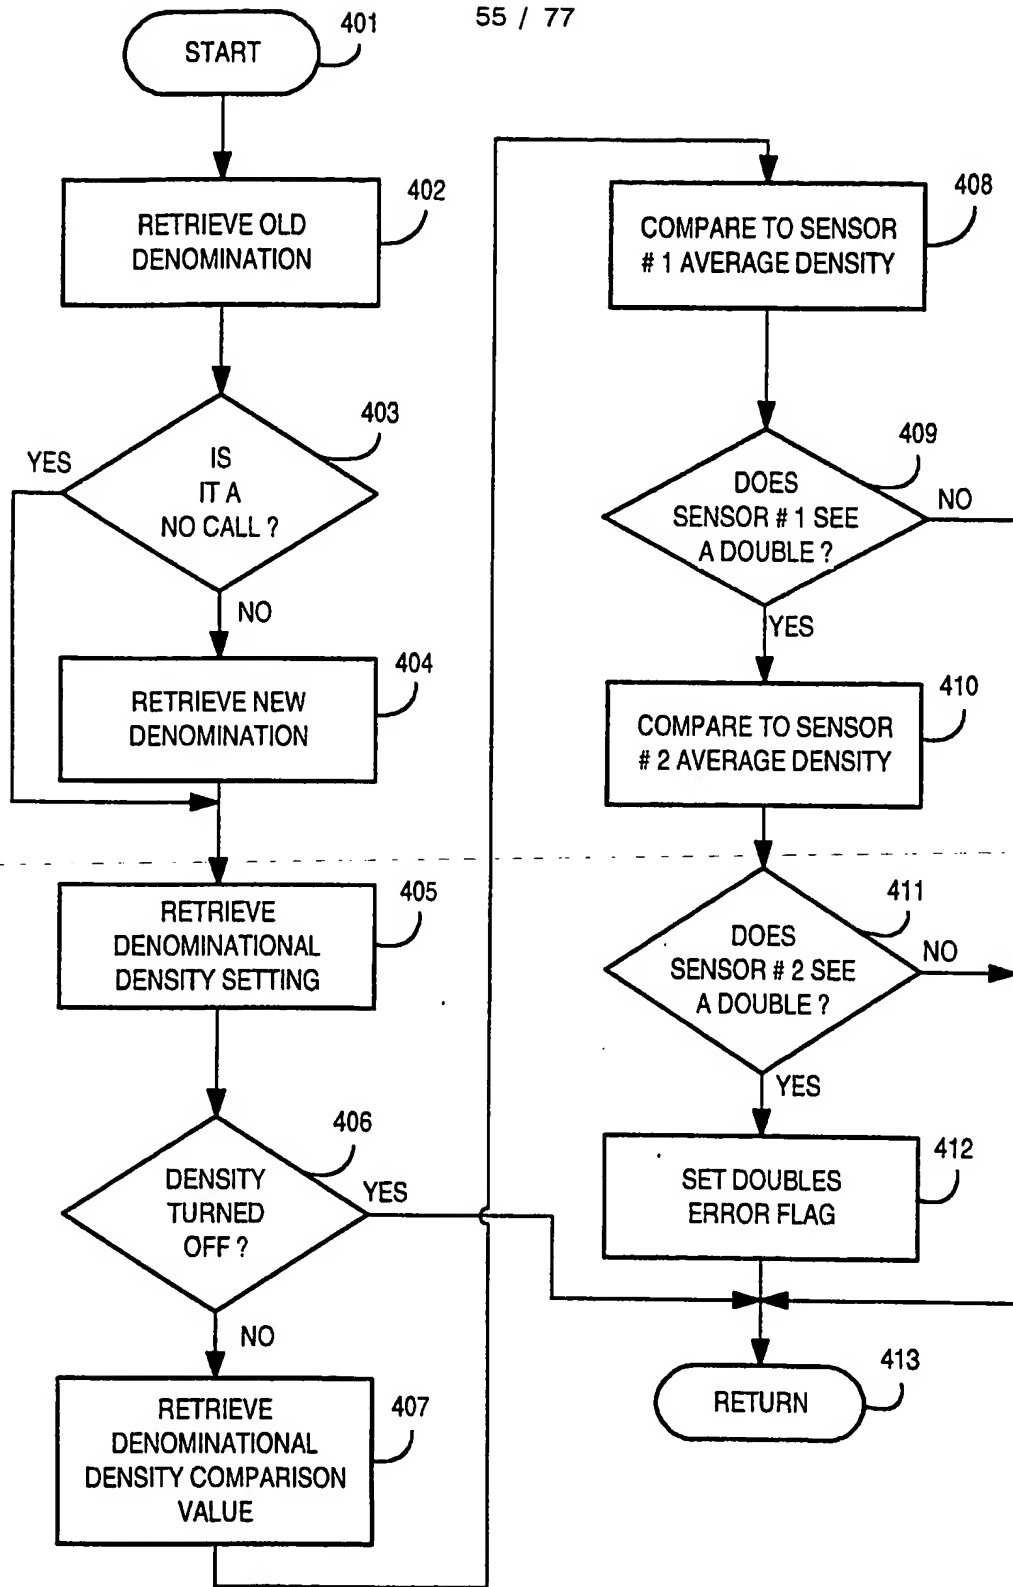 55 / 77
START
401
RETRIEVE OLD
DENOMINATION
402
IS
IT A
NO CALL ?
403
YES
NO
RETRIEVE NEW
DENOMINATION
404
RETRIEVE
DENOMINATIONAL
DENSITY SETTING
405
DENSITY
TURNED
OFF ?
406
YES
NO
RETRIEVE
DENOMINATIONAL
DENSITY COMPARISON
VALUE
407
COMPARE TO SENSOR
# 1 AVERAGE DENSITY
408
DOES
SENSOR # 1 SEE
A DOUBLE ?
409
NO
YES
COMPARE TO SENSOR
# 2 AVERAGE DENSITY
410
DOES
SENSOR # 2 SEE
A DOUBLE ?
411
NO
YES
SET DOUBLES
ERROR FLAG
412
RETURN
413